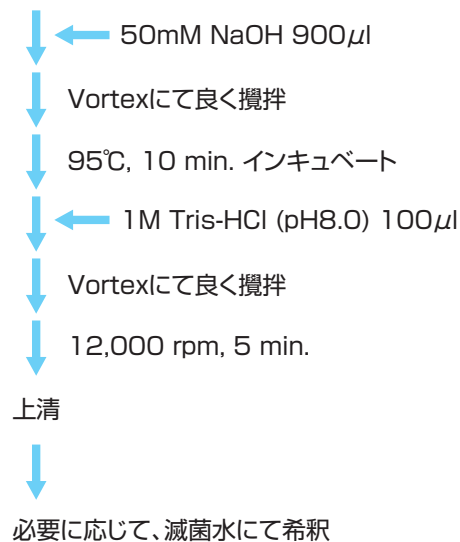 50mM NaOH 900μl
Vortexにて良く攪拌
95℃, 10 min. インキュベート
1M Tris-HCl (pH8.0) 100μl
Vortexにて良く攪拌
12,000 rpm, 5 min.
上清
必要に応じて、滅菌水にて希釈